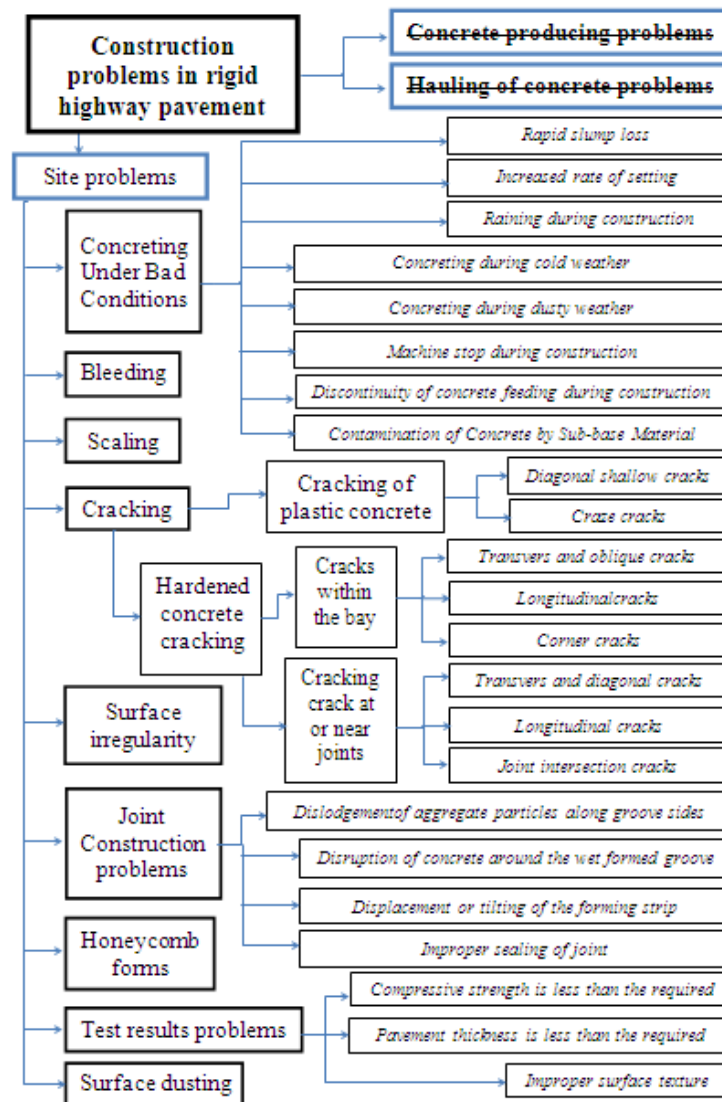 Construction
problems in rigid
highway pavement
Concrete producing problems
Hauling of concrete problems
Site problems
Concreting
Under Bad
Conditions
Rapid slump loss
Increased rate of setting
Raining during construction
Concreting during cold weather
Concreting during dusty weather
Machine stop during construction
Discontinuity of concrete feeding during construction
Contamination of Concrete by Sub-base Material
Bleeding
Scaling
Cracking
Cracking of
plastic concrete
Diagonal shallow cracks
Craze cracks
Hardened
concrete
cracking
Cracks
within
the bay
Transvers and oblique cracks
Longitudinalcracks
Corner cracks
Cracking
crack at
or near
joints
Transvers and diagonal cracks
Longitudinal cracks
Joint intersection cracks
Surface
irregularity
Joint
Construction
problems
Dislodgementof aggregate particles along groove sides
Disruption of concrete around the wet formed groove
Displacement or tilting of the forming strip
Improper sealing of joint
Honeycomb
forms
Test results problems
Compressive strength is less than the required
Pavement thickness is less than the required
Improper surface texture
Surface dusting